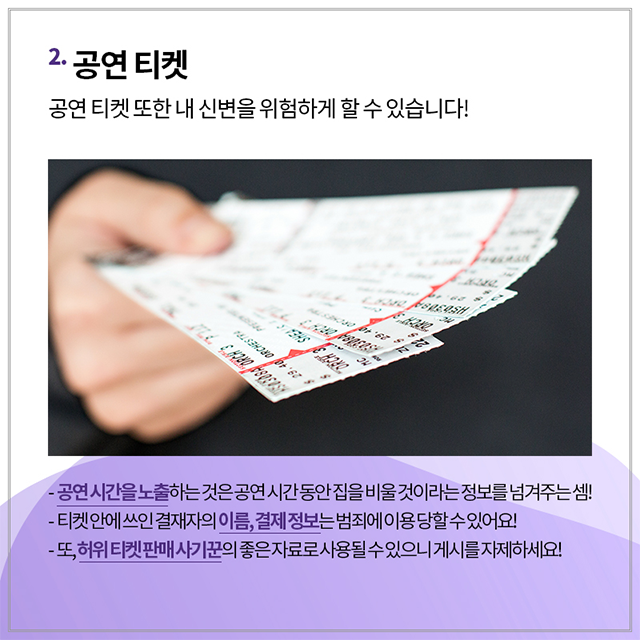 2. 공연 티켓
공연 티켓 또한 내 신변을 위험하게 할 수 있습니다!
ORCH 3
ORCH 3
ORCHESTRA
- 공연 시간을 노출하는 것은 공연 시간 동안 집을 비울 것이라는 정보를 넘겨주는 셈!
- 티켓 안에 쓰인 결재자의 이름, 결제 정보는 범죄에 이용 당할 수 있어요!
- 또, 허위 티켓 판매 사기꾼의 좋은 자료로 사용될 수 있으니 게시를 자제하세요!